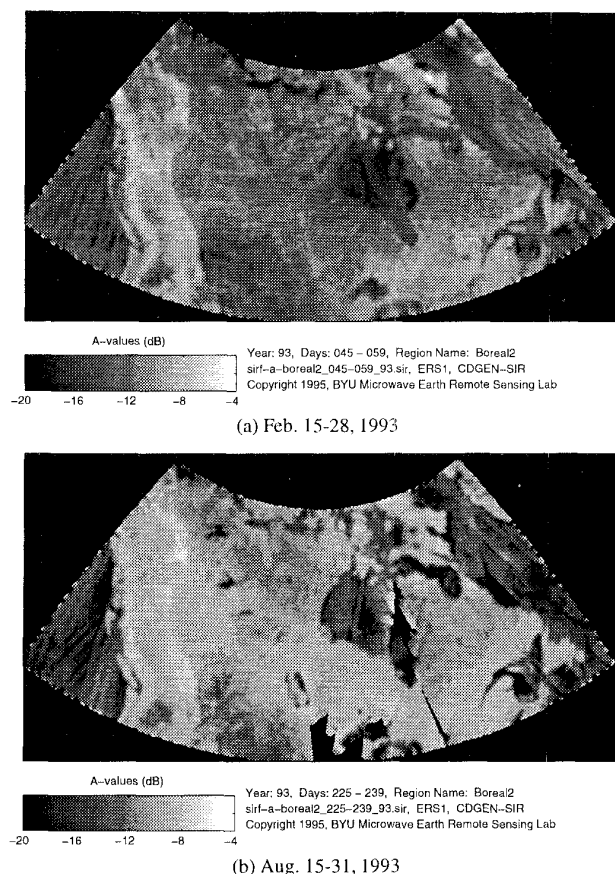 A-values (dB)
-20 -16 -12 -8 -4
Year: 93, Days: 045 - 059, Region Name: Boreal2
sirf-a-boreal2_045-059_93.sir, ERS1, CDGEN-SIR
Copyright 1995, BYU Microwave Earth Remote Sensing Lab
(a) Feb. 15-28, 1993
A-values (dB)
-20 -16 -12 -8 -4
Year: 93, Days: 225 - 239, Region Name: Boreal2
sirf-a-boreal2_225-239_93.sir, ERS1, CDGEN-SIR
Copyright 1995, BYU Microwave Earth Remote Sensing Lab
(b) Aug. 15-31, 1993